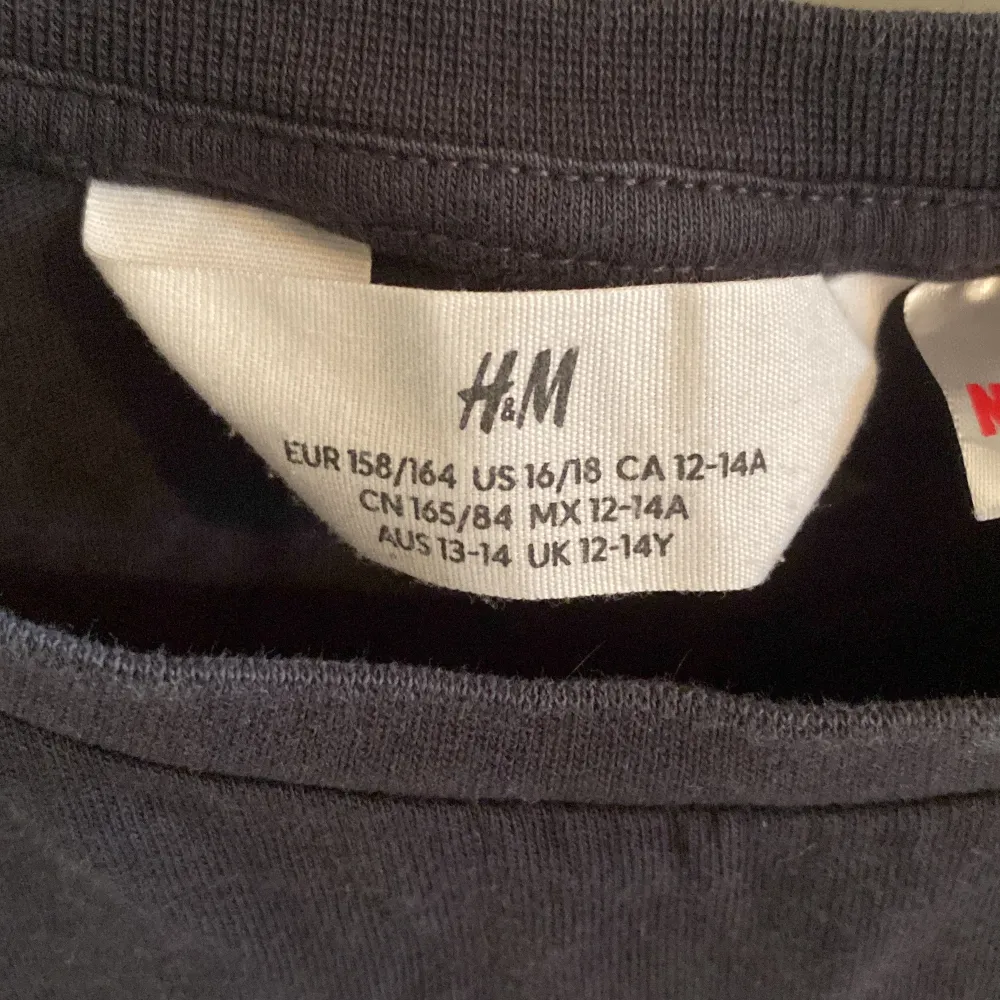 H&M
EUR 158/164 US 16/18 CA 12-14A
CN 165/84 MX 12-14A
AUS 13-14 UK 12-14Y